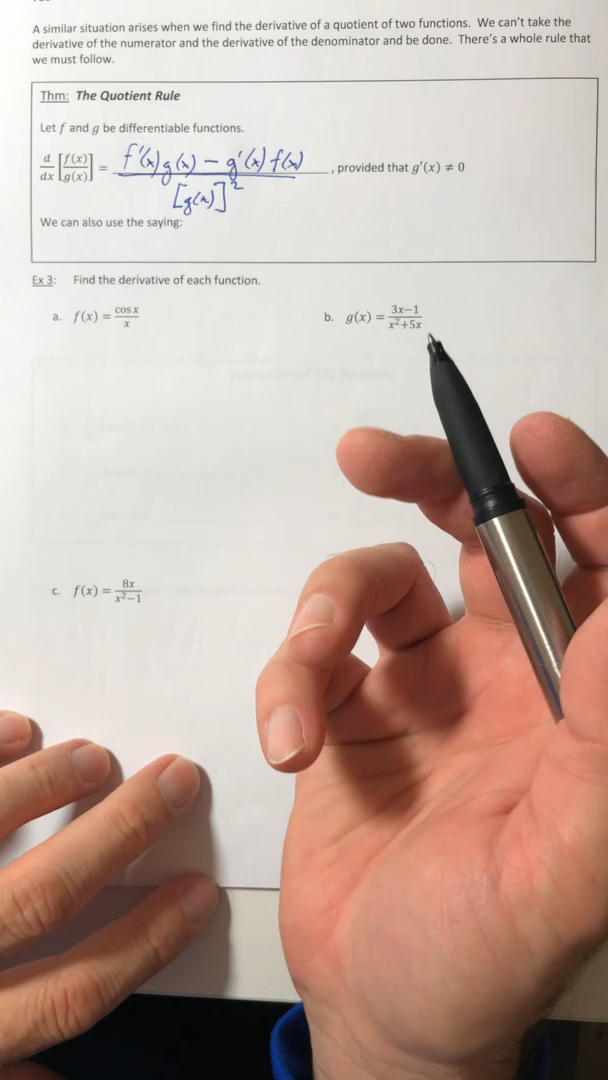 A similar situation arises when we find the derivative of a quotient of two functions. We can't take the
derivative of the numerator and the derivative of the denominator and be done. There's a whole rule that
we must follow.
Thm: The Quotient Rule
Let f and g be differentiable functions.
d/dx [f(x)/g(x)] = f'(x)g(x) − g'(x)f(x) / [g(x)]² , provided that g'(x) ≠ 0
We can also use the saying:
Ex 3: Find the derivative of each function.
a. f(x) = cos x / x
b. g(x) = 3x−1 / x²+5x
c. f(x) = 8x / x²−1